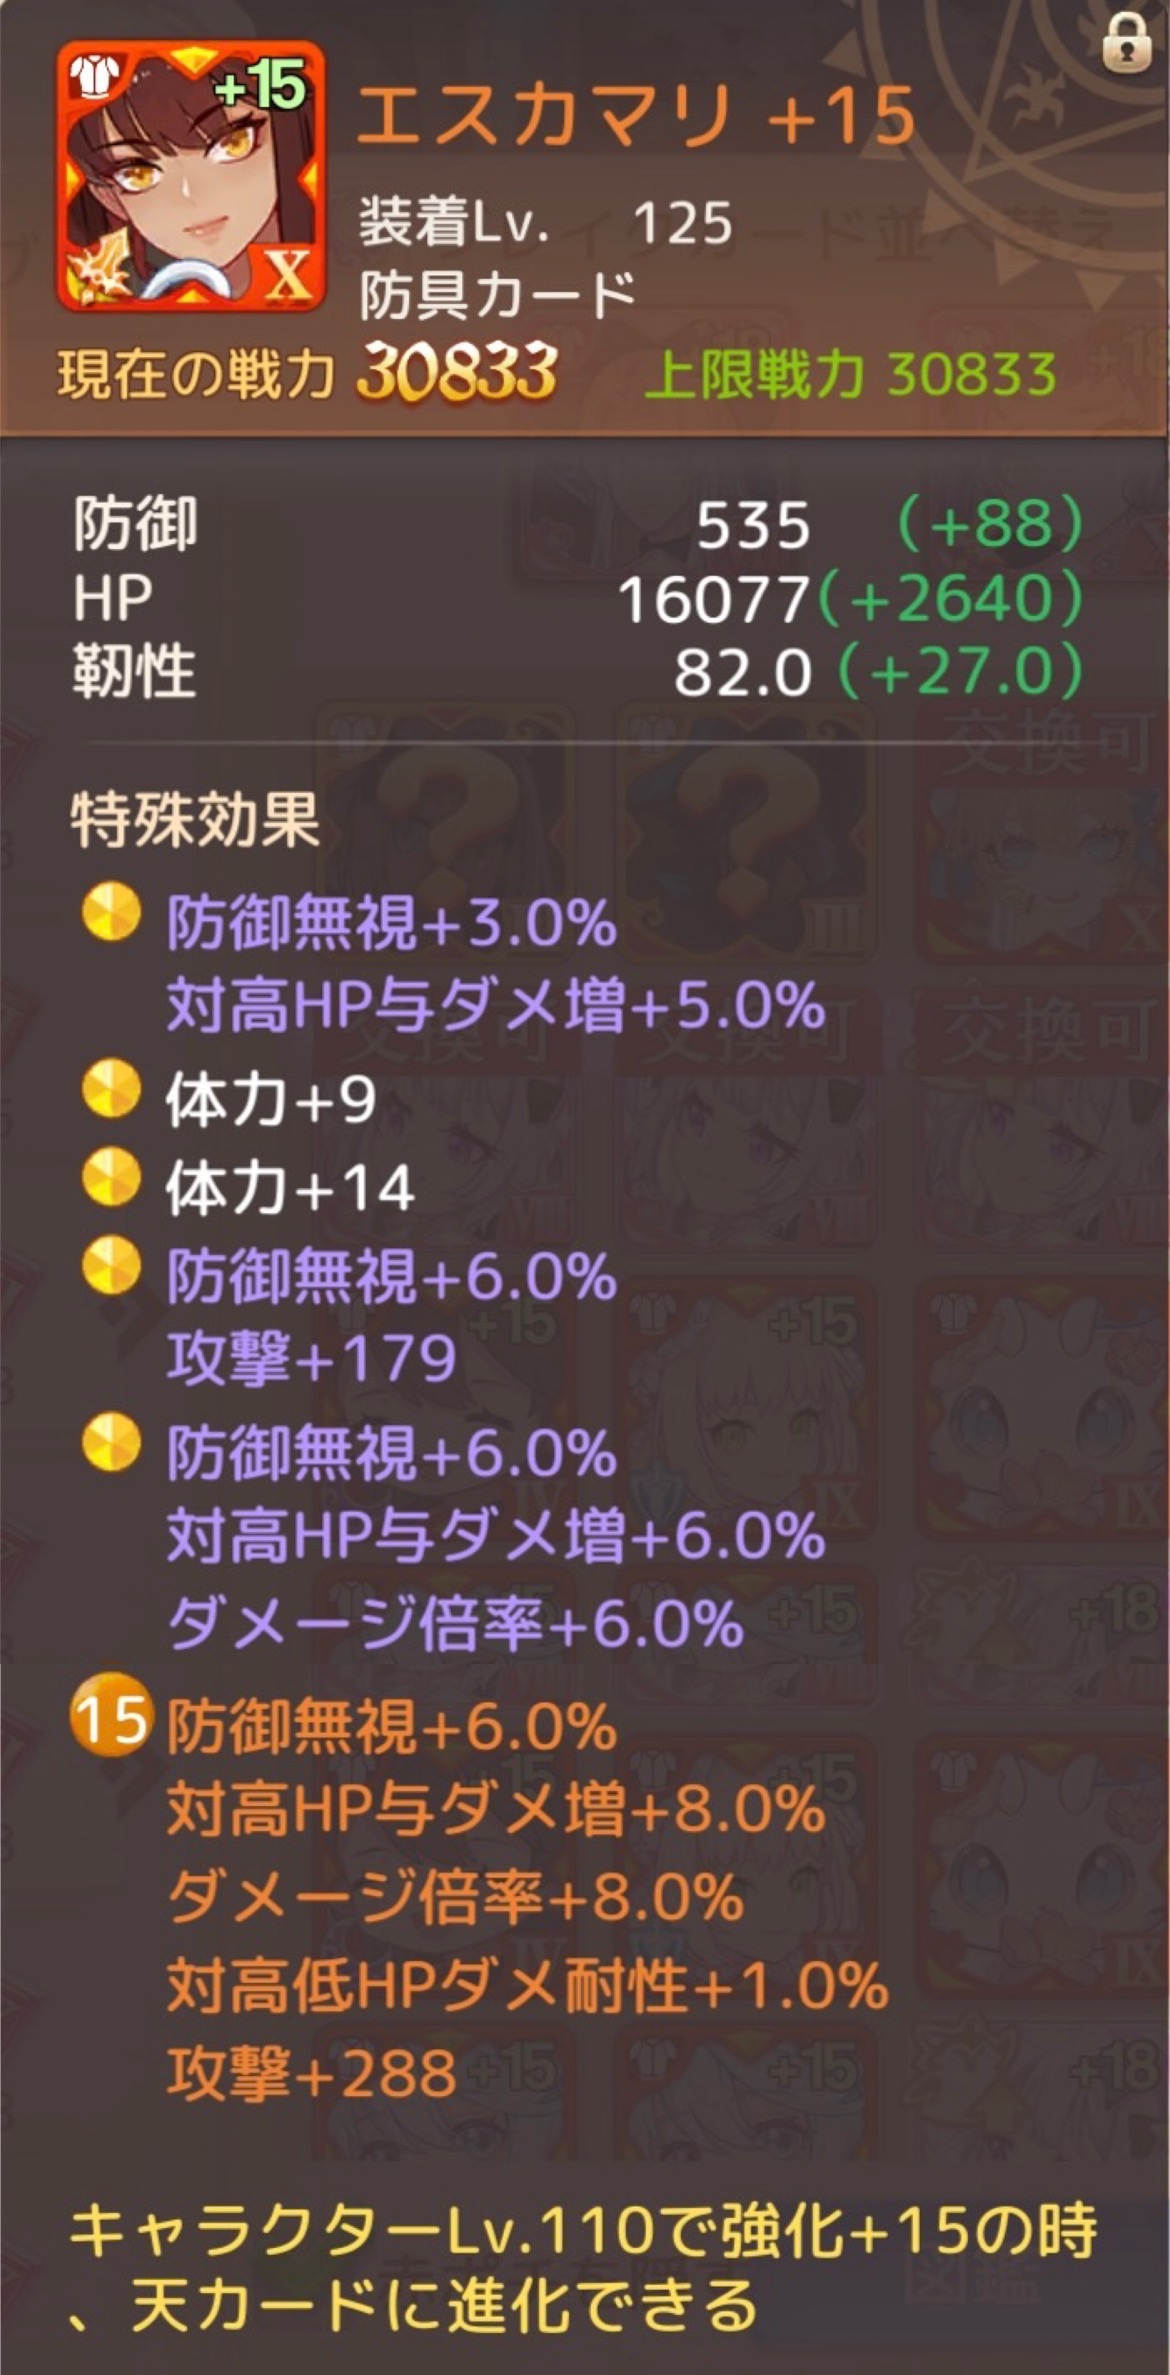 +15
エスカマリ +15
装着Lv. 125
防具カード
X
現在の戦力 30833 上限戦力 30833
防御 535 (+88)
HP 16077(+2640)
靭性 82.0(+27.0)
特殊効果
防御無視+3.0%
対高HP与ダメ増+5.0%
体力+9
体力+14
防御無視+6.0%
攻撃+179
防御無視+6.0%
対高HP与ダメ増+6.0%
ダメージ倍率+6.0%
15 防御無視+6.0%
対高HP与ダメ増+8.0%
ダメージ倍率+8.0%
対高低HPダメ耐性+1.0%
攻撃+288
キャラクターLv.110で強化+15の時
、天カードに進化できる